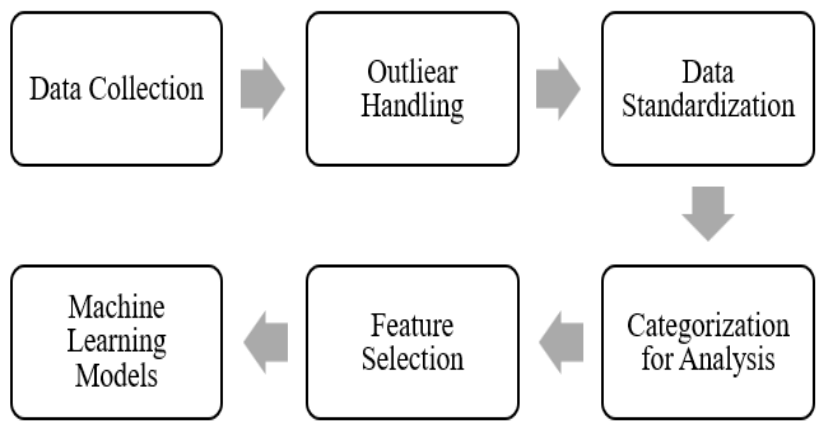 Data Collection
Outliear
Handling
Data
Standardization
Categorization
for Analysis
Feature
Selection
Machine
Learning
Models